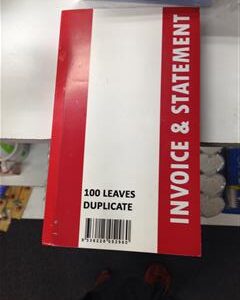 INVOICE & STATEMENT
100 LEAVES
DUPLICATE